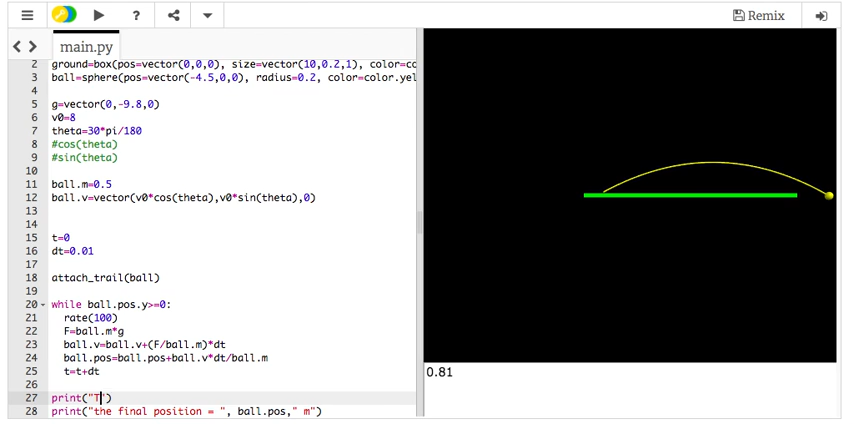 Remix
main.py
2 ground=box(pos=vector(0,0,0), size=vector(10,0.2,1), color=cc
3 ball=sphere(pos=vector(-4.5,0,0), radius=0.2, color=color.yel
4
5 g=vector(0,-9.8,0)
6 v0=8
7 theta=30*pi/180
8 #cos(theta)
9 #sin(theta)
10
11 ball.m=0.5
12 ball.v=vector(v0*cos(theta),v0*sin(theta),0)
13
14
15 t=0
16 dt=0.01
17
18 attach_trail(ball)
19
20 while ball.pos.y>=0:
21 rate(100)
22 F=ball.m*g
23 ball.v=ball.v+(F/ball.m)*dt
24 ball.pos=ball.pos+ball.v*dt/ball.m
25 t=t+dt
26
27 print("T")
28 print("the final position = ", ball.pos," m")
0.81